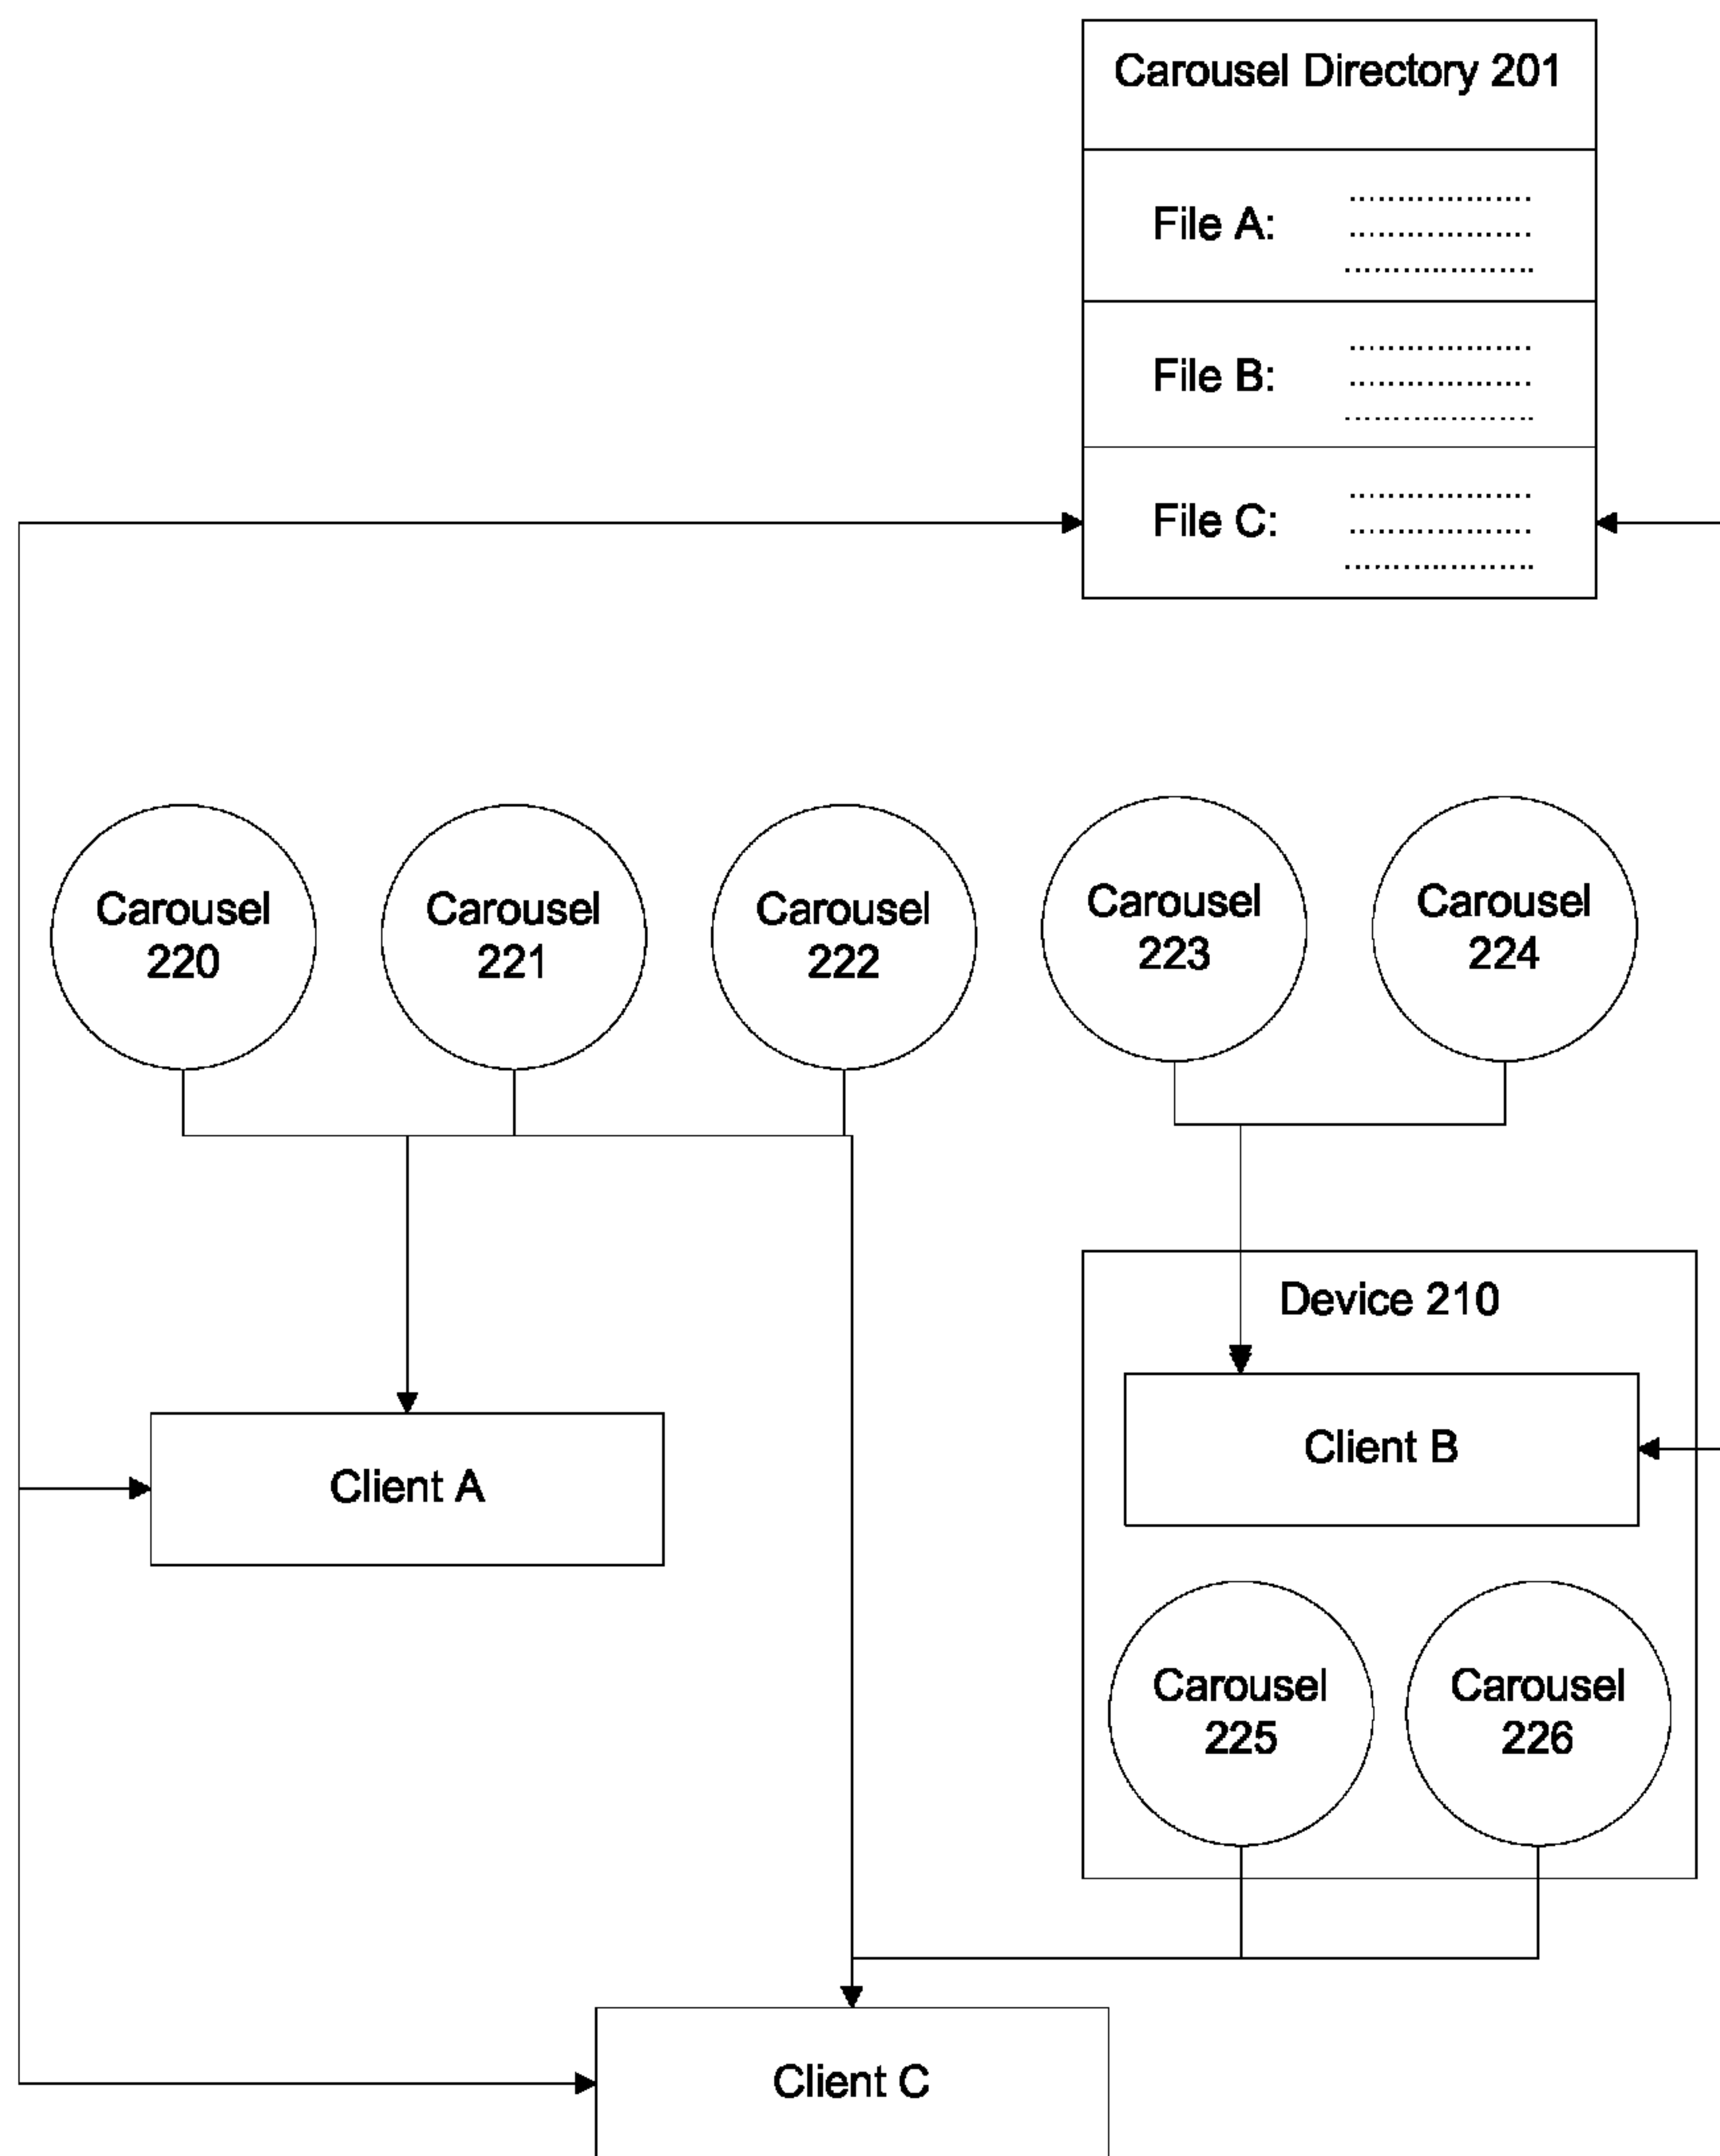 Carousel Directory 201
File A:
File B:
File C:
Carousel
220
Carousel
221
Carousel
222
Carousel
223
Carousel
224
Device 210
Client B
Client A
Carousel
225
Carousel
226
Client C